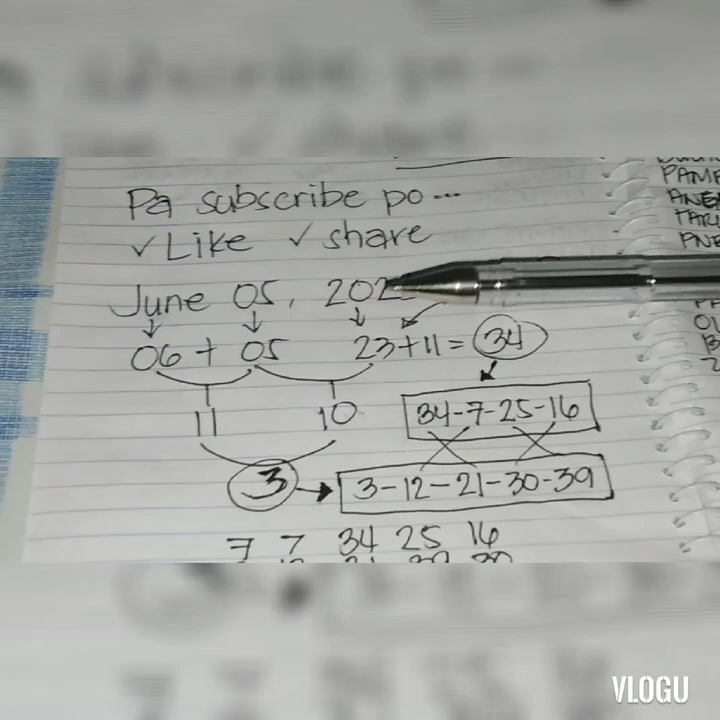 Pa subscribe po...
✓Like ✓share
June 05, 202
06 + 05 23+11= 34
11 10 34-7-25-16
3 3-12-21-30-39
7 7 34 25 16
PAMP
VLOGU